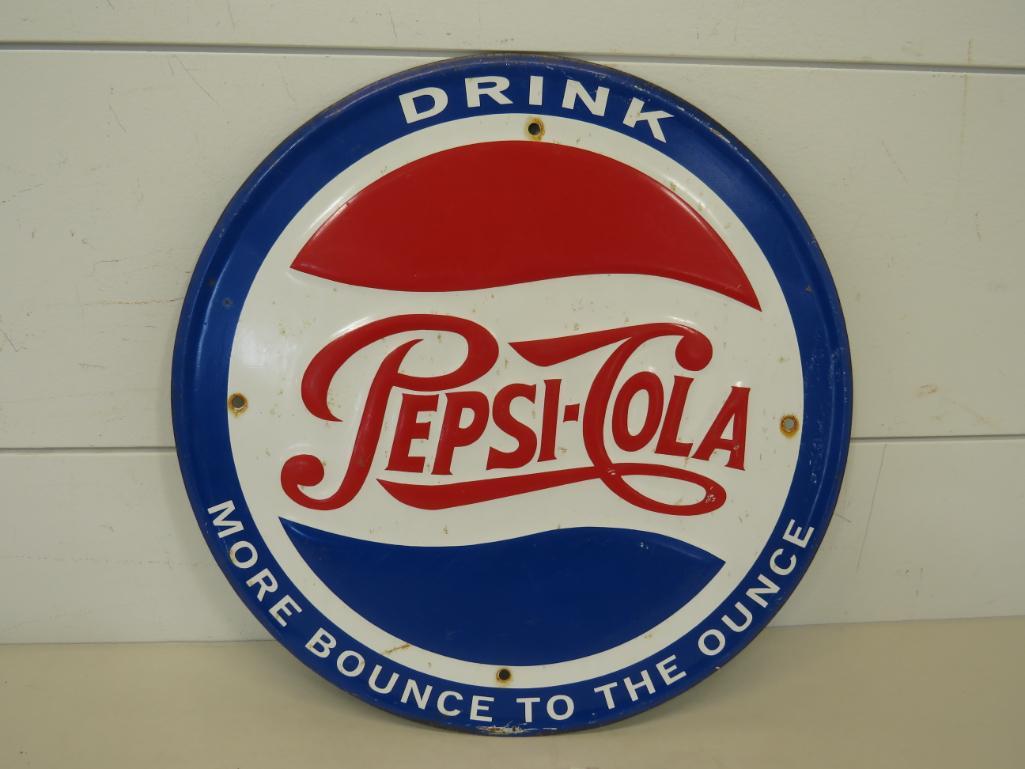 DRINK
PEPSI-COLA
MORE BOUNCE TO THE OUNCE